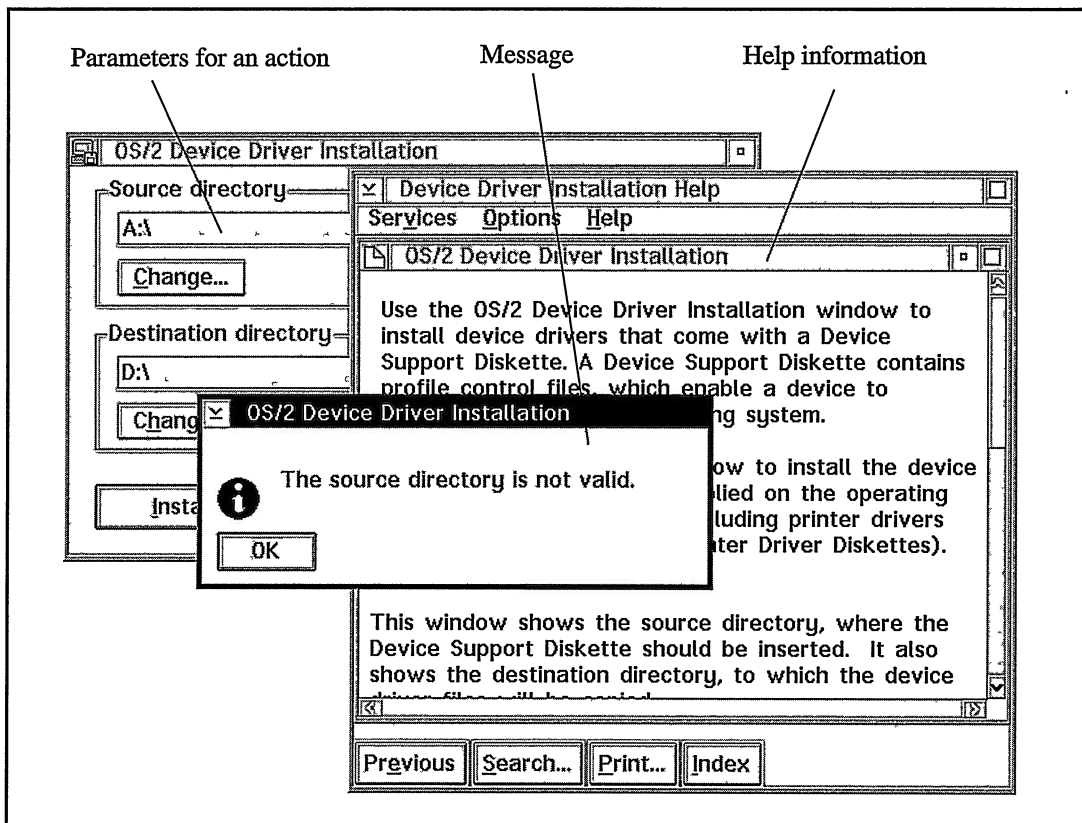 Parameters for an action
Message
Help information
OS/2 Device Driver Installation
Source directory
A:\
Change...
Destination directory
D:\
Chang
Insta
Device Driver Installation Help
Services Options Help
OS/2 Device Driver Installation
Use the OS/2 Device Driver Installation window to
install device drivers that come with a Device
Support Diskette. A Device Support Diskette contains
profile control files, which enable a device to
ng system.
ow to install the device
lied on the operating
luding printer drivers
ter Driver Diskettes).
This window shows the source directory, where the
Device Support Diskette should be inserted. It also
shows the destination directory, to which the device
Previous Search... Print... Index
OS/2 Device Driver Installation
The source directory is not valid.
OK